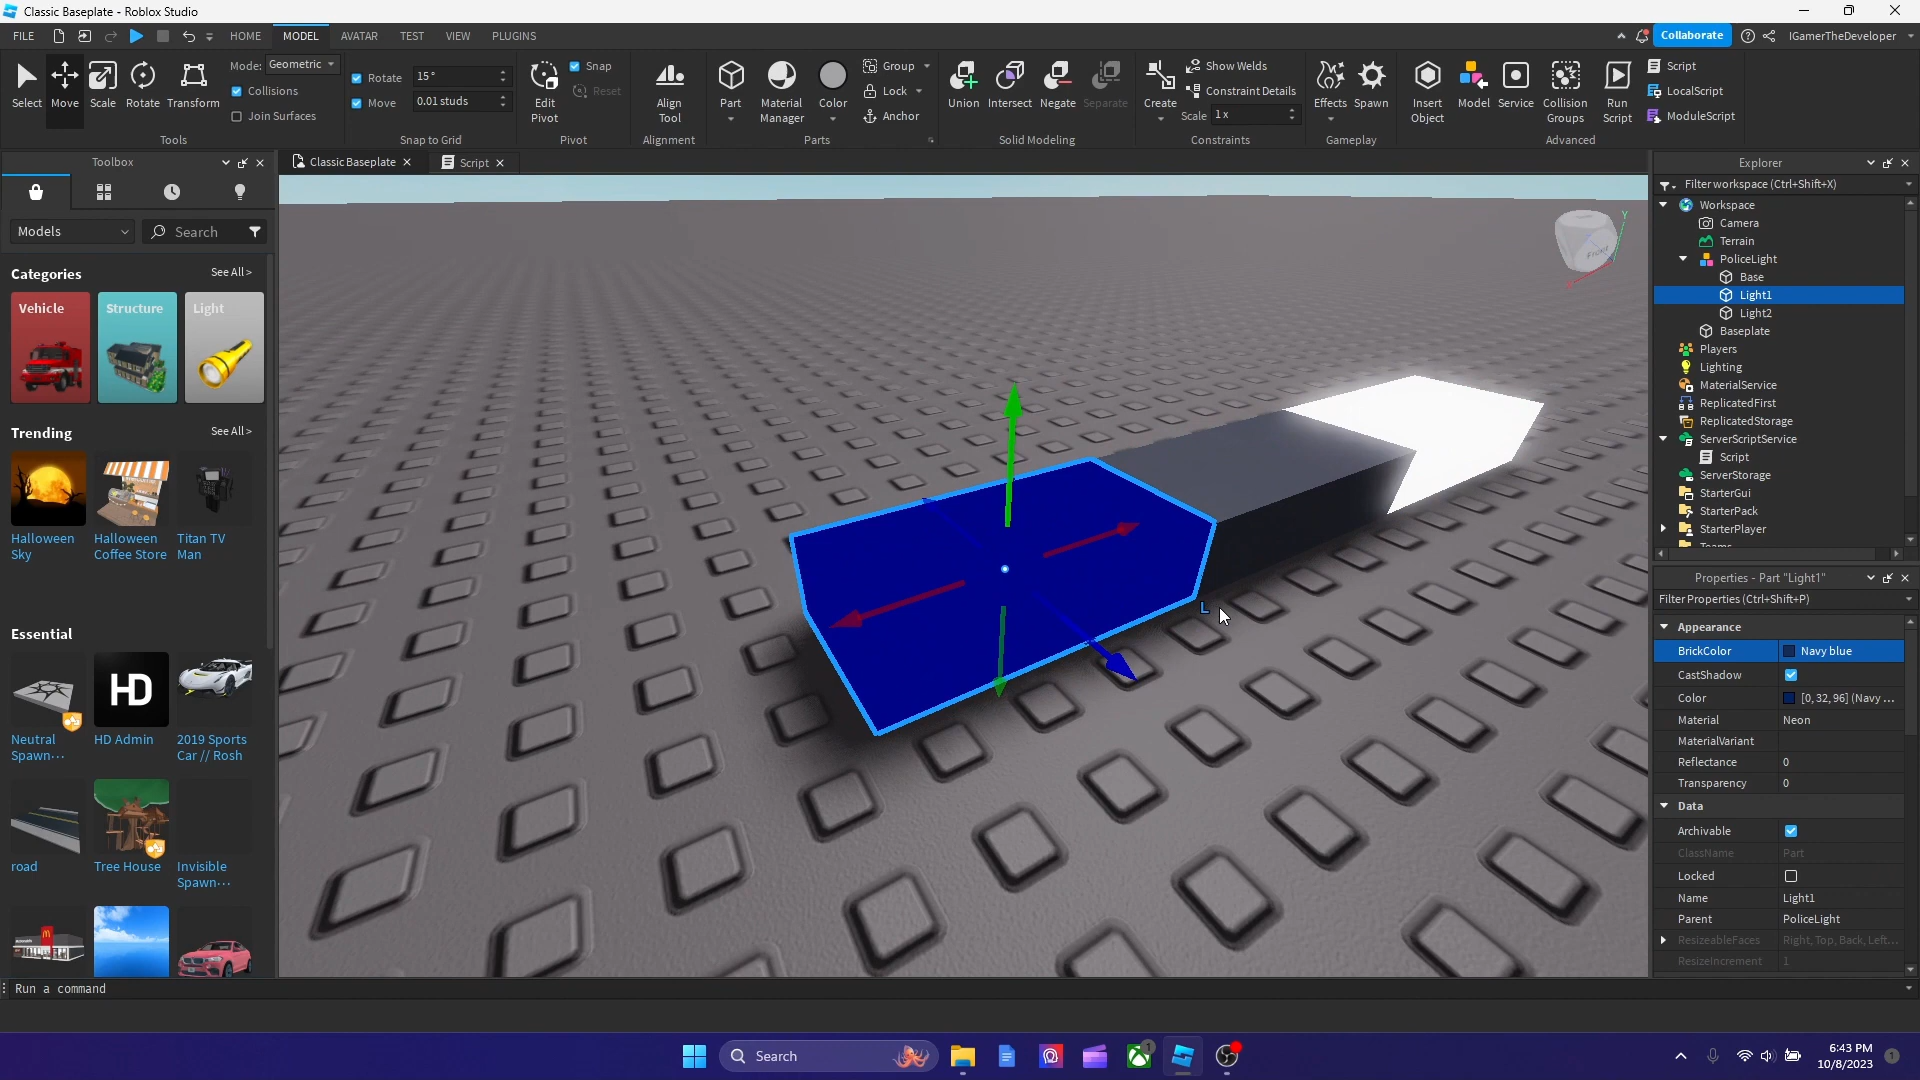 Classic Baseplate - Roblox Studio
FILE
HOME
MODEL
AVATAR
TEST
VIEW
PLUGINS
Collaborate
IGamerTheDeveloper
Select
Move
Scale
Rotate
Transform
Mode: Geometric
Collisions
Join Surfaces
Tools
Rotate 15°
Move 0.01 studs
Snap to Grid
Edit
Pivot
Snap
Reset
Pivot
Align
Tool
Alignment
Part
Material
Manager
Color
Group
Lock
Anchor
Parts
Union
Intersect
Negate
Separate
Solid Modeling
Create
Show Welds
Constraint Details
Scale 1 x
Constraints
Effects
Spawn
Gameplay
Insert
Object
Model
Service
Collision
Groups
Run
Script
Script
LocalScript
ModuleScript
Advanced
Toolbox
Models
Search
Categories
See All >
Vehicle
Structure
Light
Trending
See All >
Halloween
Sky
Halloween
Coffee Store
Titan TV
Man
Essential
HD
Neutral
Spawn...
HD Admin
2019 Sports
Car // Rosh
road
Tree House
Invisible
Spawn...
Classic Baseplate
Script
Y
Front
L
Explorer
Filter workspace (Ctrl+Shift+X)
Workspace
Camera
Terrain
PoliceLight
Base
Light1
Light2
Baseplate
Players
Lighting
MaterialService
ReplicatedFirst
ReplicatedStorage
ServerScriptService
Script
ServerStorage
StarterGui
StarterPack
StarterPlayer
Teams
Properties - Part "Light1"
Filter Properties (Ctrl+Shift+P)
Appearance
BrickColor Navy blue
CastShadow
Color [0, 32, 96] (Navy ...
Material Neon
MaterialVariant
Reflectance 0
Transparency 0
Data
Archivable
ClassName Part
Locked
Name Light1
Parent PoliceLight
ResizeableFaces Right, Top, Back, Left...
ResizeIncrement 1
Run a command
Search
1
6:43 PM
10/8/2023
1